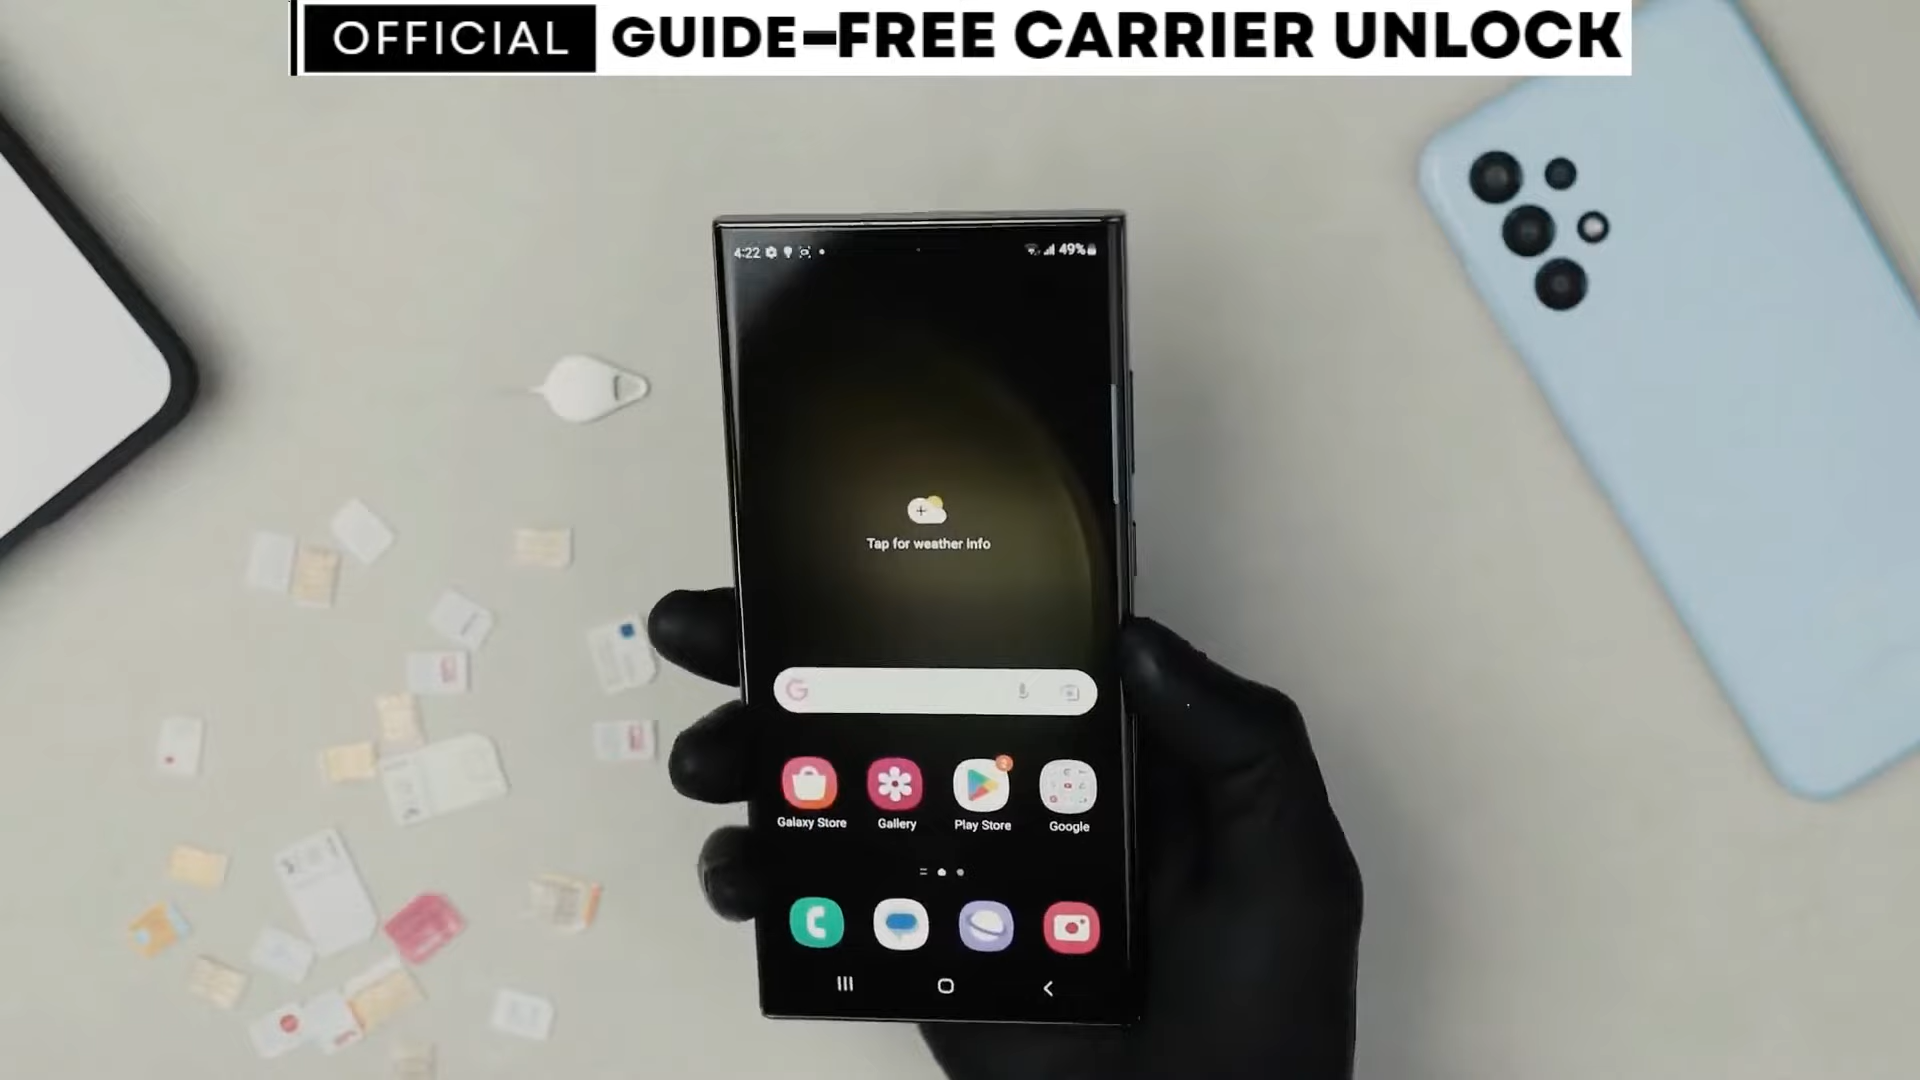 OFFICIAL GUIDE–FREE CARRIER UNLOCK
4:22 49%
Tap for weather info
Galaxy Store Gallery Play Store Google